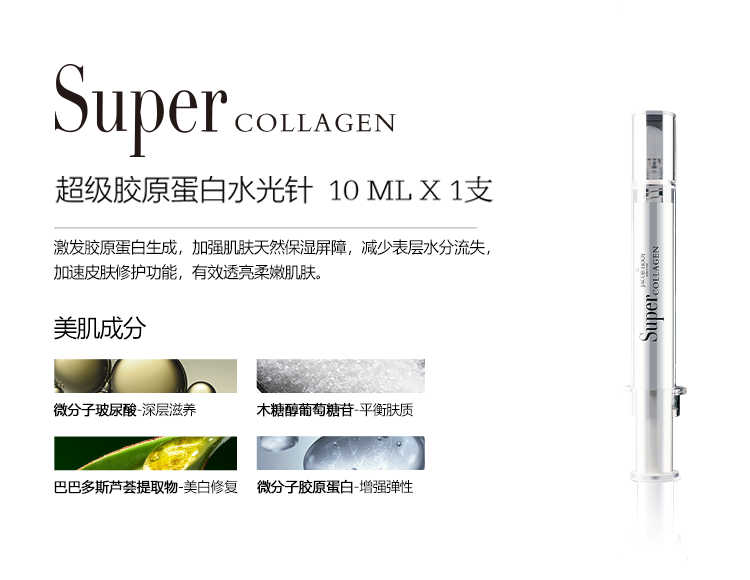 Super COLLAGEN
超级胶原蛋白水光针 10 ML X 1支
激发胶原蛋白生成，加强肌肤天然保湿屏障，减少表层水分流失，
加速皮肤修护功能，有效透亮柔嫩肌肤。
美肌成分
微分子玻尿酸-深层滋养
木糖醇葡萄糖苷-平衡肤质
巴巴多斯芦荟提取物-美白修复
微分子胶原蛋白-增强弹性
JACOB HOOY
Super COLLAGEN